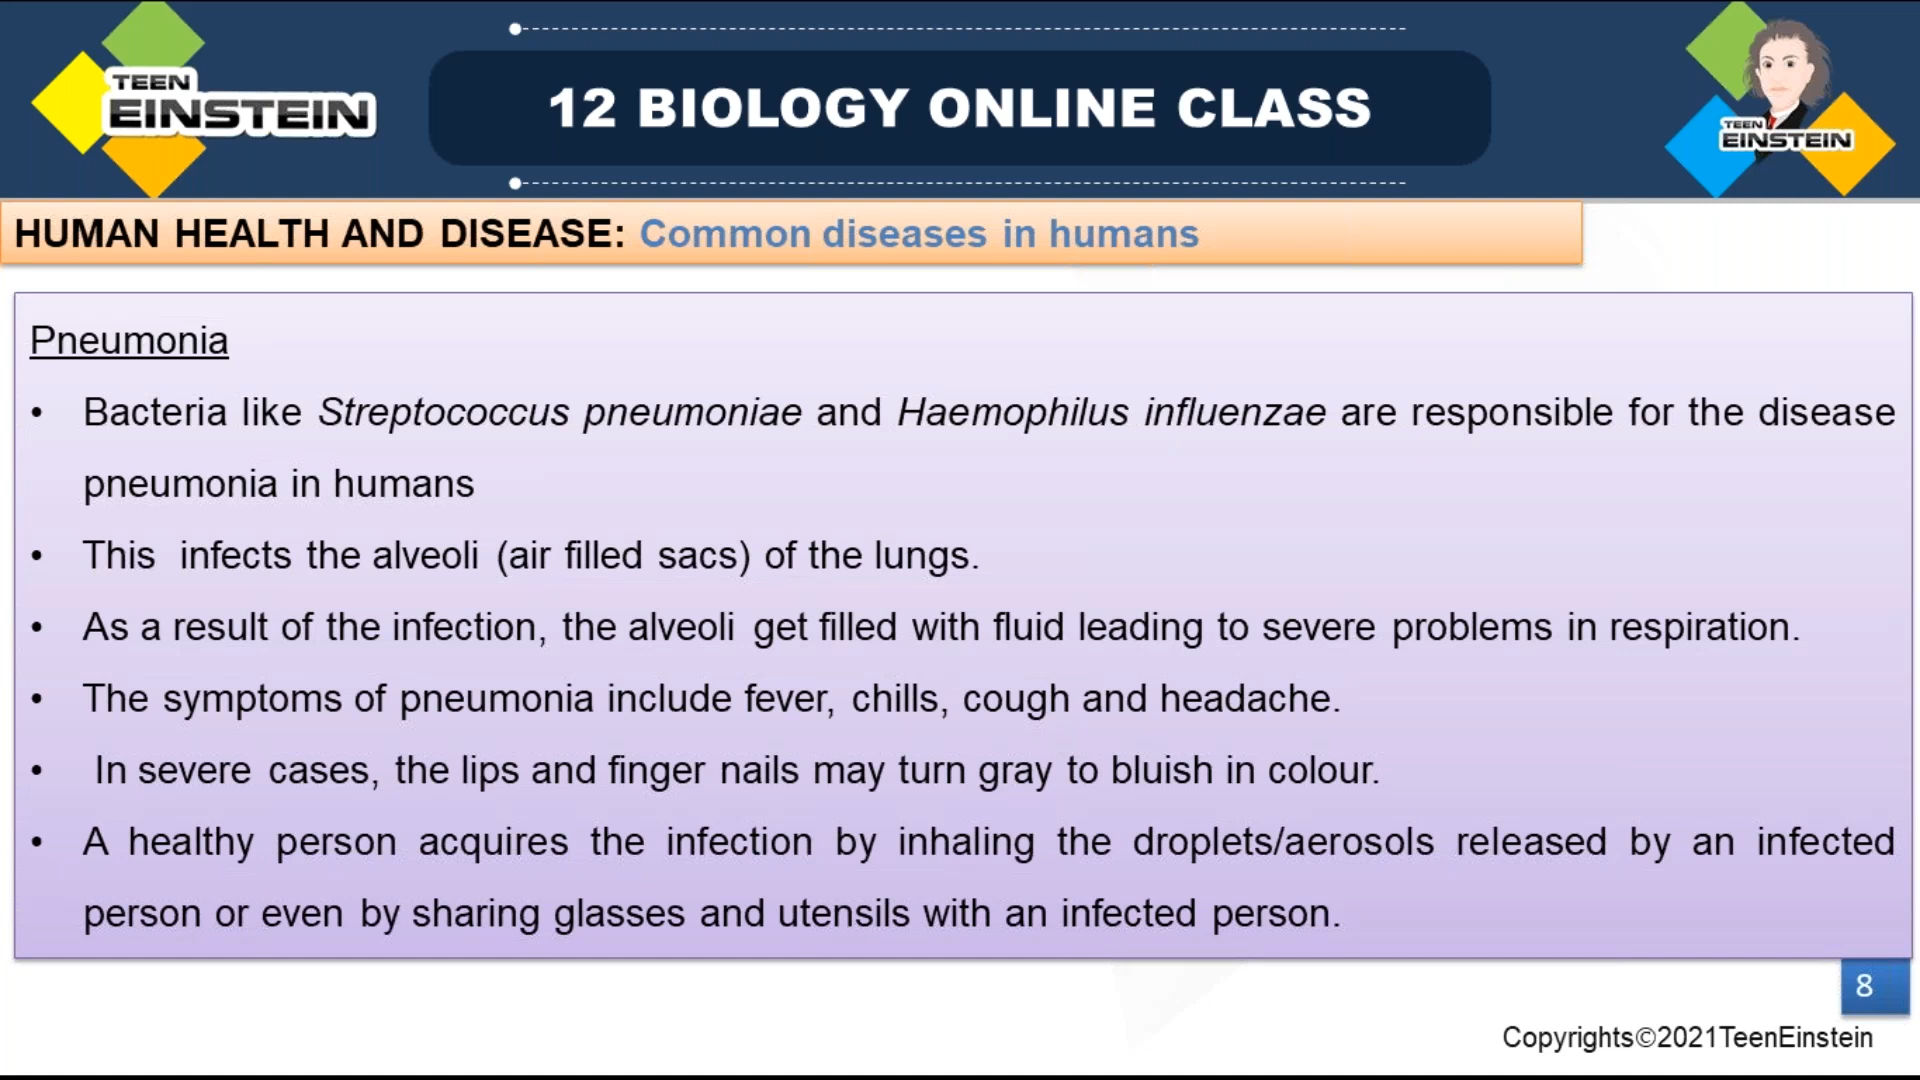 TEEN
EINSTEIN
12 BIOLOGY ONLINE CLASS
TEEN
EINSTEIN
HUMAN HEALTH AND DISEASE: Common diseases in humans
Pneumonia
• Bacteria like Streptococcus pneumoniae and Haemophilus influenzae are responsible for the disease
pneumonia in humans
• This infects the alveoli (air filled sacs) of the lungs.
• As a result of the infection, the alveoli get filled with fluid leading to severe problems in respiration.
• The symptoms of pneumonia include fever, chills, cough and headache.
• In severe cases, the lips and finger nails may turn gray to bluish in colour.
• A healthy person acquires the infection by inhaling the droplets/aerosols released by an infected
person or even by sharing glasses and utensils with an infected person.
8
Copyrights©2021TeenEinstein